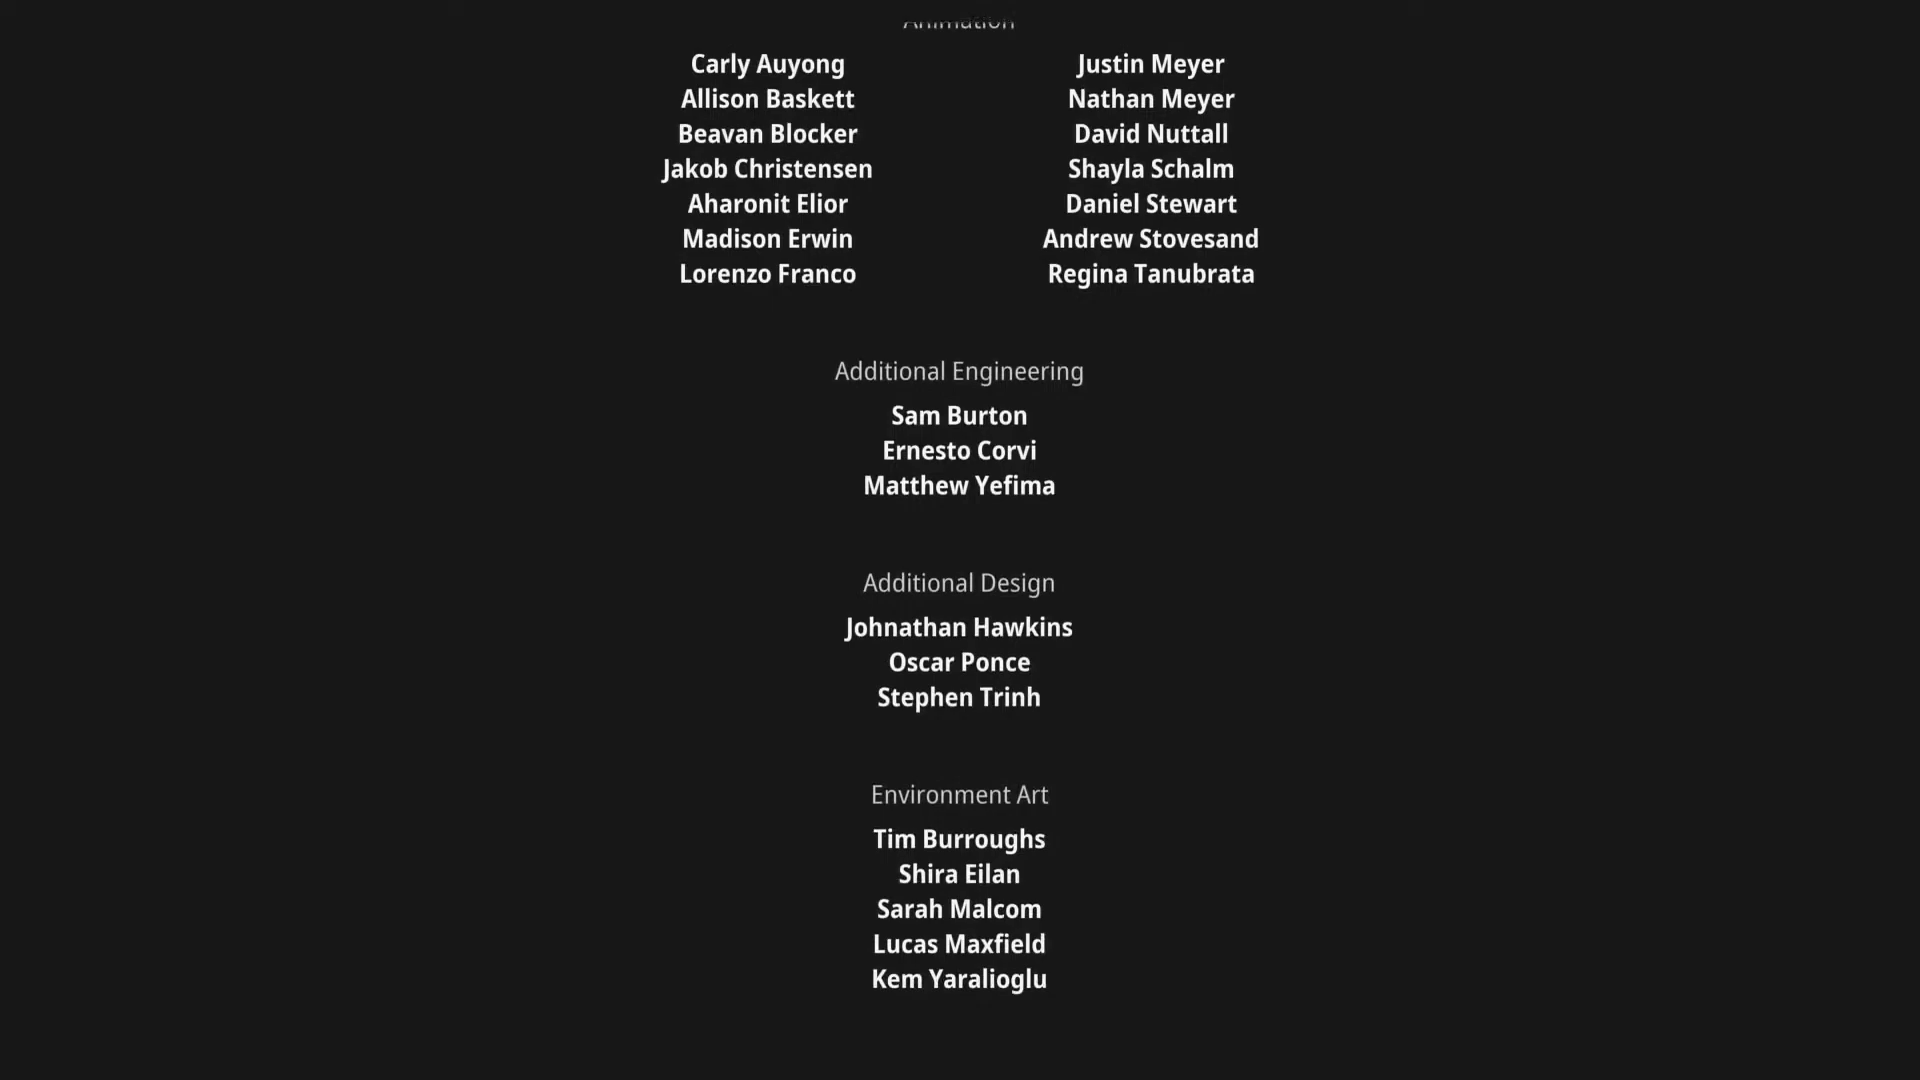 Animation
Carly Auyong
Allison Baskett
Beavan Blocker
Jakob Christensen
Aharonit Elior
Madison Erwin
Lorenzo Franco
Justin Meyer
Nathan Meyer
David Nuttall
Shayla Schalm
Daniel Stewart
Andrew Stovesand
Regina Tanubrata
Additional Engineering
Sam Burton
Ernesto Corvi
Matthew Yefima
Additional Design
Johnathan Hawkins
Oscar Ponce
Stephen Trinh
Environment Art
Tim Burroughs
Shira Eilan
Sarah Malcom
Lucas Maxfield
Kem Yaralioglu